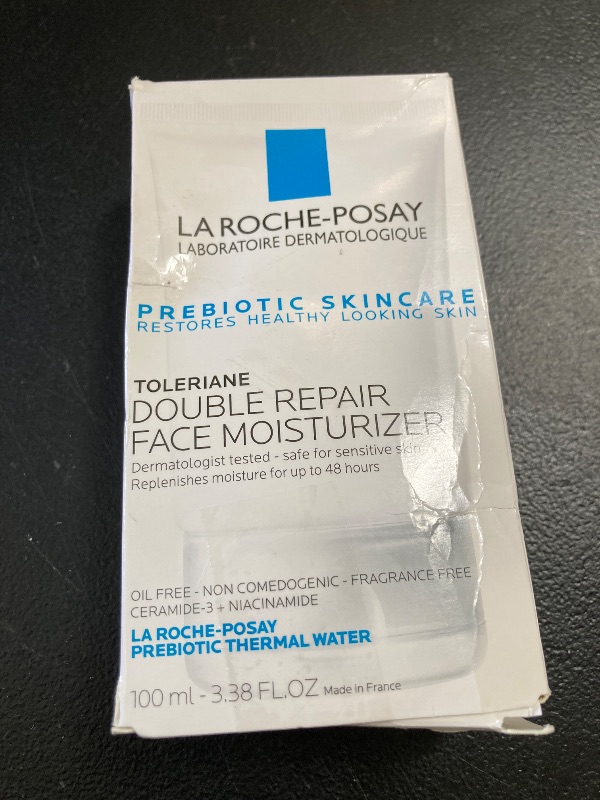 LA ROCHE-POSAY
LABORATOIRE DERMATOLOGIQUE
PREBIOTIC SKINCARE
RESTORES HEALTHY LOOKING SKIN
TOLERIANE
DOUBLE REPAIR
FACE MOISTURIZER
Dermatologist tested - safe for sensitive skin
Replenishes moisture for up to 48 hours
OIL FREE - NON COMEDOGENIC - FRAGRANCE FREE
CERAMIDE-3 + NIACINAMIDE
LA ROCHE-POSAY
PREBIOTIC THERMAL WATER
100 ml - 3.38 FL.OZ Made in France